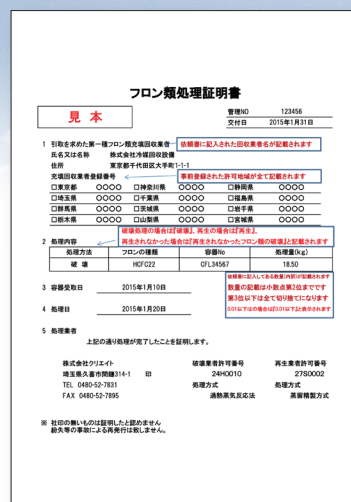 フロン類処理証明書
見 本
管理NO 123456
交付日 2015年1月31日
1 引取を求めた第一種フロン類充填回収業者
依頼書に記入された回収業者名が記載されます
氏名又は名称 株式会社冷媒回収設備
住所 東京都千代田区大手町1-1-1
充填回収業者登録番号
事前登録された許可地域が全て記載されます
□東京都 ○○○○ □神奈川県 ○○○○ □静岡県 ○○○○
□埼玉県 ○○○○ □千葉県 ○○○○ □福島県 ○○○○
□群馬県 ○○○○ □茨城県 ○○○○ □岩手県 ○○○○
□栃木県 ○○○○ □山梨県 ○○○○ □宮城県 ○○○○
破壊処理の場合は『破壊』、再生の場合は『再生』、
再生されなかった場合は『再生されなかったフロン類の破壊』と記載されます
2 処理内容
処理方法 フロンの種類 容器No 処理量(kg)
破 壊 HCFC22 CFL34567 18.50
依頼書に記入してある数量(内訳)が記載されます
数量の記載は小数点第2位までです
第3位以下は全て切り捨てになります
0.01以下の場合は『0.01以下』と表示されます
3 容器受取日 2015年1月10日
4 処理日 2015年1月20日
5 処理業者
上記の通り処理が完了したことを証明します。
株式会社クリエイト
埼玉県久喜市間鎌314-1 印
TEL 0480-52-7831
FAX 0480-52-7895
破壊業者許可番号
24H0010
処理方式
過熱蒸気反応法
再生業者許可番号
27S0002
処理方式
蒸留精製方式
※ 社印の無いものは証明したと認めません
紛失等の事故による再発行は致しません。